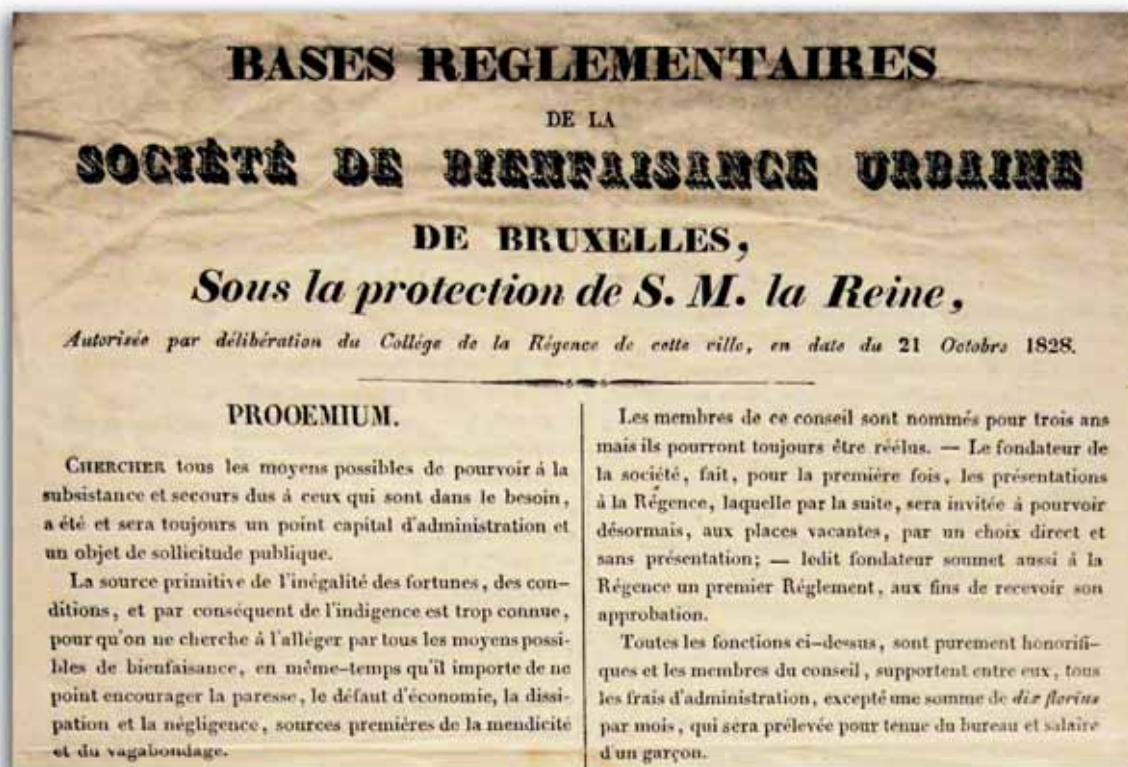 BASES REGLEMENTAIRES
DE LA
SOCIÉTÉ DE BIENFAISANCE URBAINE
DE BRUXELLES,
Sous la protection de S. M. la Reine,
Autorisée par délibération du Collége de la Régence de cette ville, en date du 21 Octobre 1828.
PROOEMIUM.
CHERCHER tous les moyens possibles de pourvoir á la
subsistance et secours dus á ceux qui sont dans le besoin,
a été et sera toujours un point capital d'administration et
un objet de sollicitude publique.
La source primitive de l'inégalité des fortunes, des con-
ditions, et par conséquent de l'indigence est trop connue,
pour qu'on ne cherche á l'alléger par tous les moyens possi-
bles de bienfaisance, en même-temps qu'il importe de ne
point encourager la paresse, le défaut d'économie, la dissi-
pation et la négligence, sources premières de la mendicité
et du vagabondage.
Les membres de ce conseil sont nommés pour trois ans
mais ils pourront toujours être réélus. — Le fondateur de
la société, fait, pour la première fois, les présentations
á la Régence, laquelle par la suite, sera invitée á pourvoir
désormais, aux places vacantes, par un choix direct et
sans présentation; — ledit fondateur soumet aussi á la
Régence un premier Réglement, aux fins de recevoir son
approbation.
Toutes les fonctions ci-dessus, sont purement honorifi-
ques et les membres du conseil, supportent entre eux, tous
les frais d'administration, excepté une somme de dix florins
par mois, qui sera prélevée pour tenue du bureau et salaire
d'un garçon.